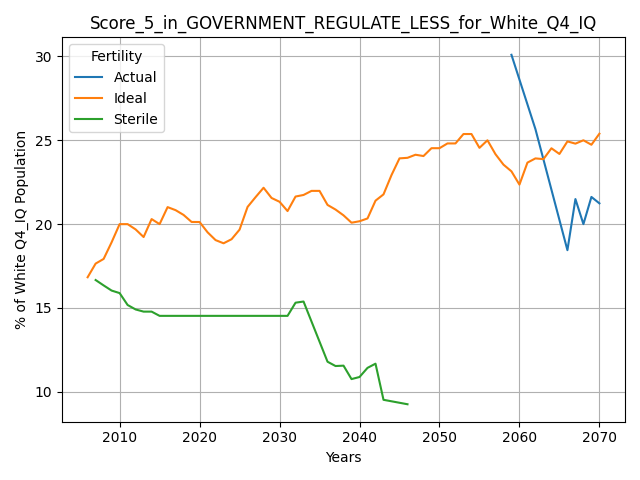 Score_5_in_GOVERNMENT_REGULATE_LESS_for_White_Q4_IQ
Fertility
Actual
Ideal
Sterile
% of White Q4_IQ Population
30
25
20
15
10
2010 2020 2030 2040 2050 2060 2070
Years